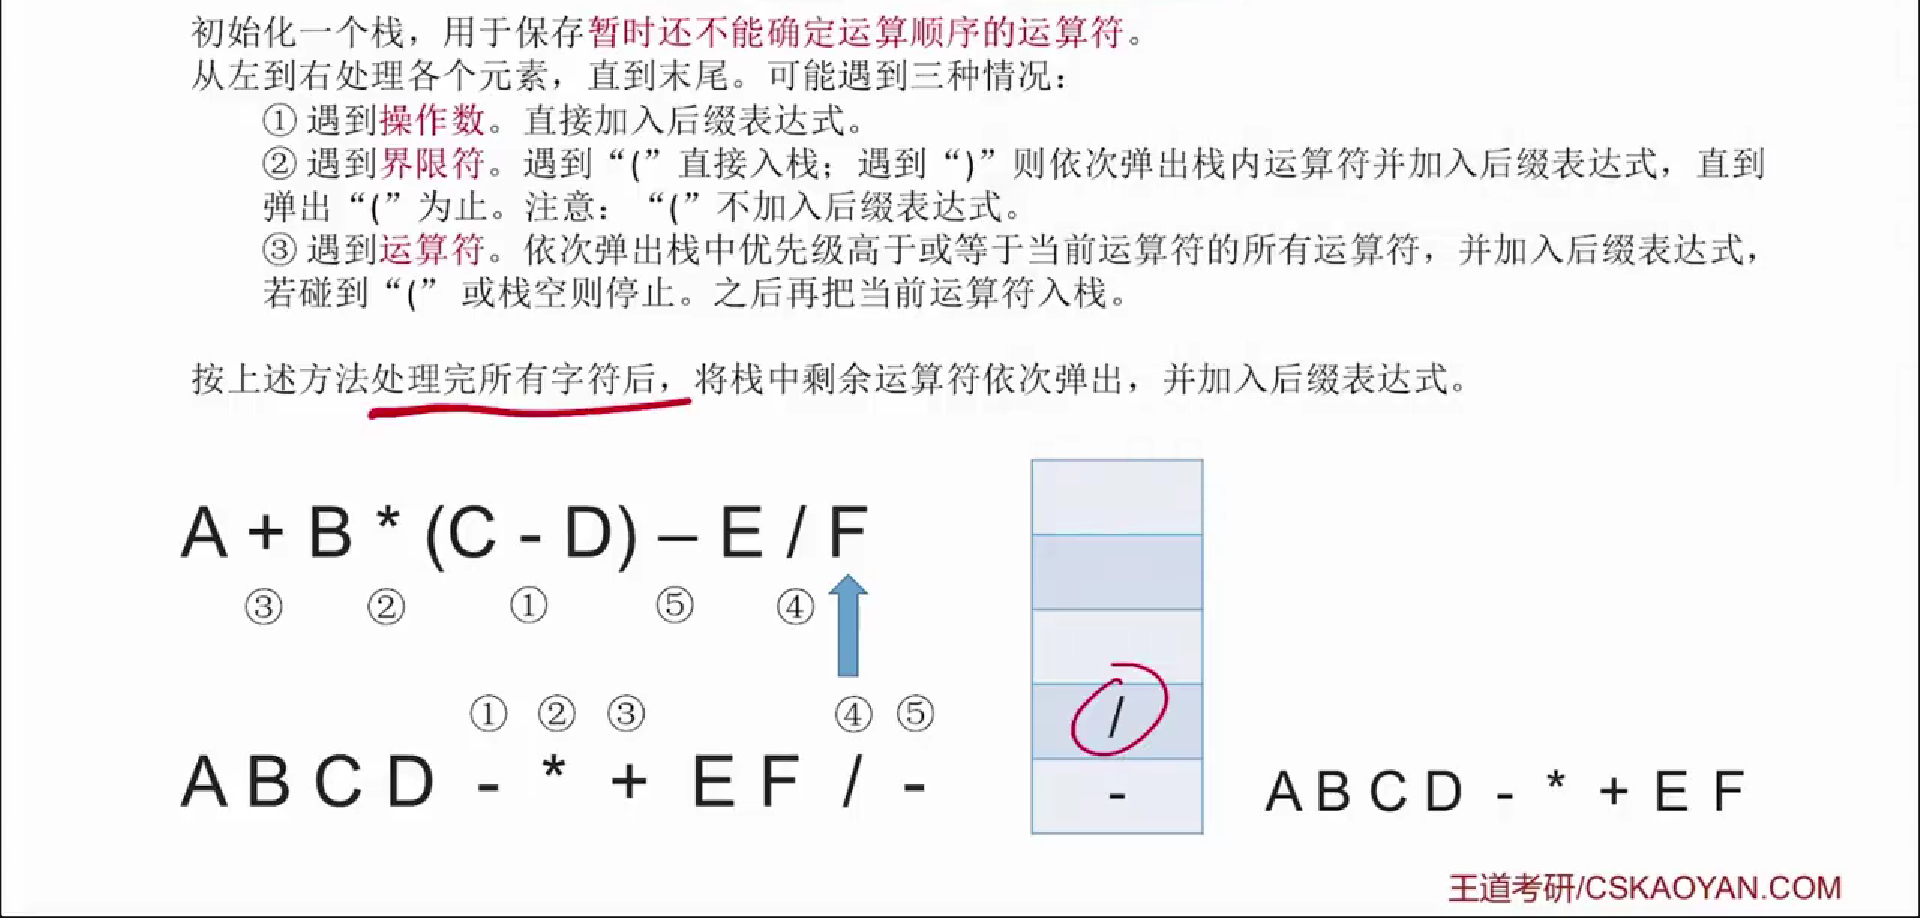 初始化一个栈，用于保存暂时还不能确定运算顺序的运算符。
从左到右处理各个元素，直到末尾。可能遇到三种情况：
① 遇到操作数。直接加入后缀表达式。
② 遇到界限符。遇到“(”直接入栈；遇到“)”则依次弹出栈内运算符并加入后缀表达式，直到
弹出“(”为止。注意：“(”不加入后缀表达式。
③ 遇到运算符。依次弹出栈中优先级高于或等于当前运算符的所有运算符，并加入后缀表达式，
若碰到“(” 或栈空则停止。之后再把当前运算符入栈。
按上述方法处理完所有字符后，将栈中剩余运算符依次弹出，并加入后缀表达式。
A + B * (C - D) – E / F
③ ② ① ⑤ ④
① ② ③ ④ ⑤
A B C D - * + E F / -
/
-
A B C D - * + E F
王道考研/CSKAOYAN.COM